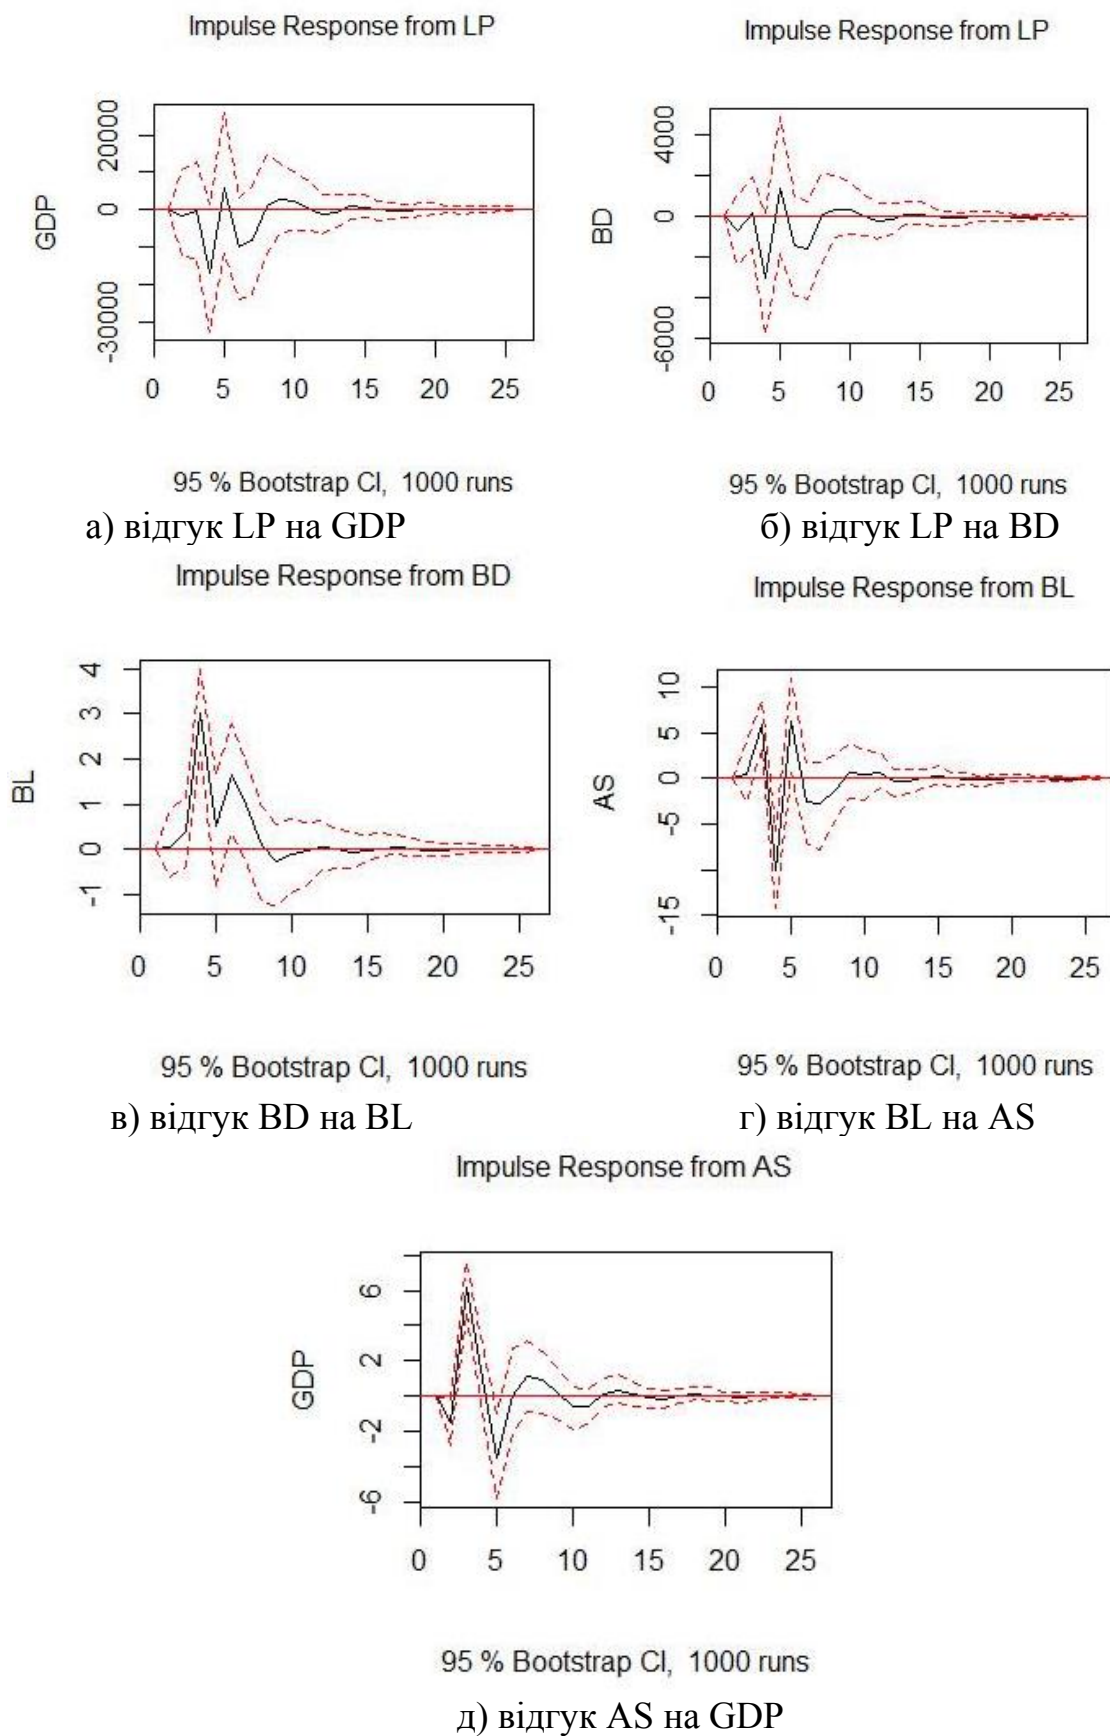 Impulse Response from LP
Impulse Response from LP
GDP
20000
0
-30000
0 5 10 15 20 25
BD
4000
0
-6000
0 5 10 15 20 25
95 % Bootstrap CI, 1000 runs
95 % Bootstrap CI, 1000 runs
а) відгук LP на GDP
б) відгук LP на BD
Impulse Response from BD
Impulse Response from BL
BL
4
3
2
1
0
-1
0 5 10 15 20 25
AS
10
5
0
-5
-15
0 5 10 15 20 25
95 % Bootstrap CI, 1000 runs
95 % Bootstrap CI, 1000 runs
в) відгук BD на BL
г) відгук BL на AS
Impulse Response from AS
GDP
6
2
-2
-6
0 5 10 15 20 25
95 % Bootstrap CI, 1000 runs
д) відгук AS на GDP